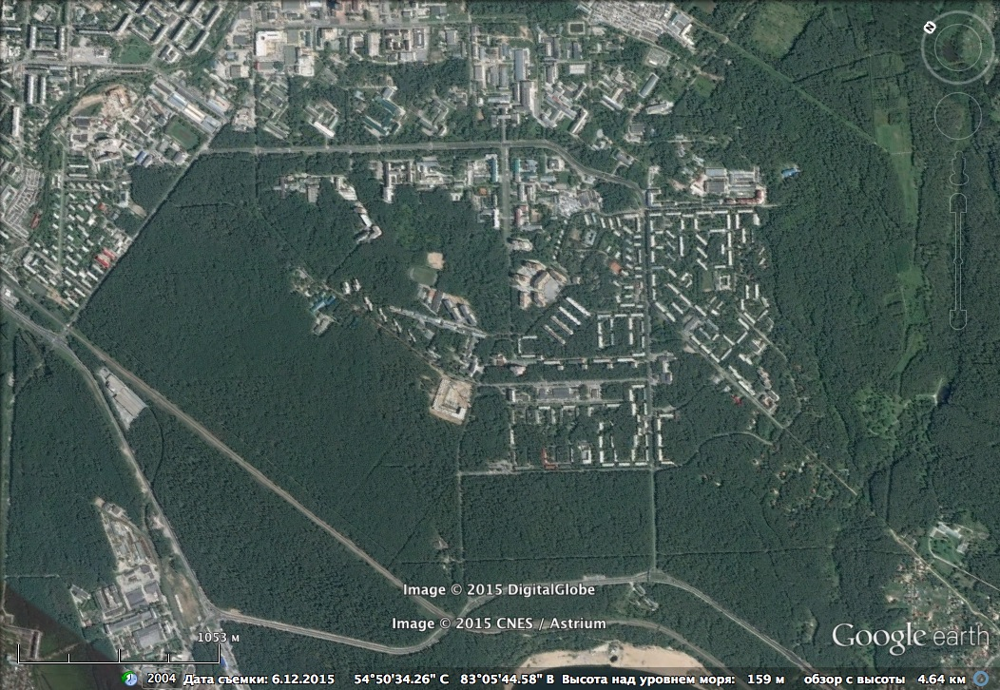 N
Image © 2015 DigitalGlobe
Image © 2015 CNES / Astrium
Google earth
1053 м
2004 Дата съемки: 6.12.2015 54°50'34.26" С 83°05'44.58" В Высота над уровнем моря: 159 м обзор с высоты 4.64 км